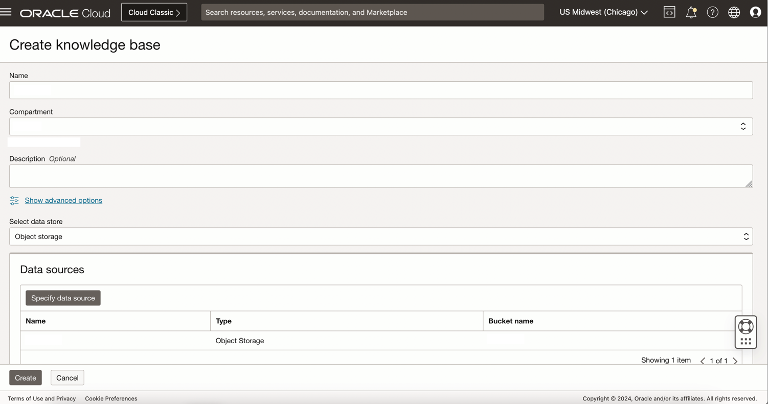 ORACLE Cloud
Cloud Classic >
Search resources, services, documentation, and Marketplace
US Midwest (Chicago)
Create knowledge base
Name
Compartment
Description Optional
Show advanced options
Select data store
Object storage
Data sources
Specify data source
Name Type Bucket name
Object Storage
Showing 1 item < 1 of 1 >
Create Cancel
Terms of Use and Privacy Cookie Preferences Copyright © 2024, Oracle and/or its affiliates. All rights reserved.